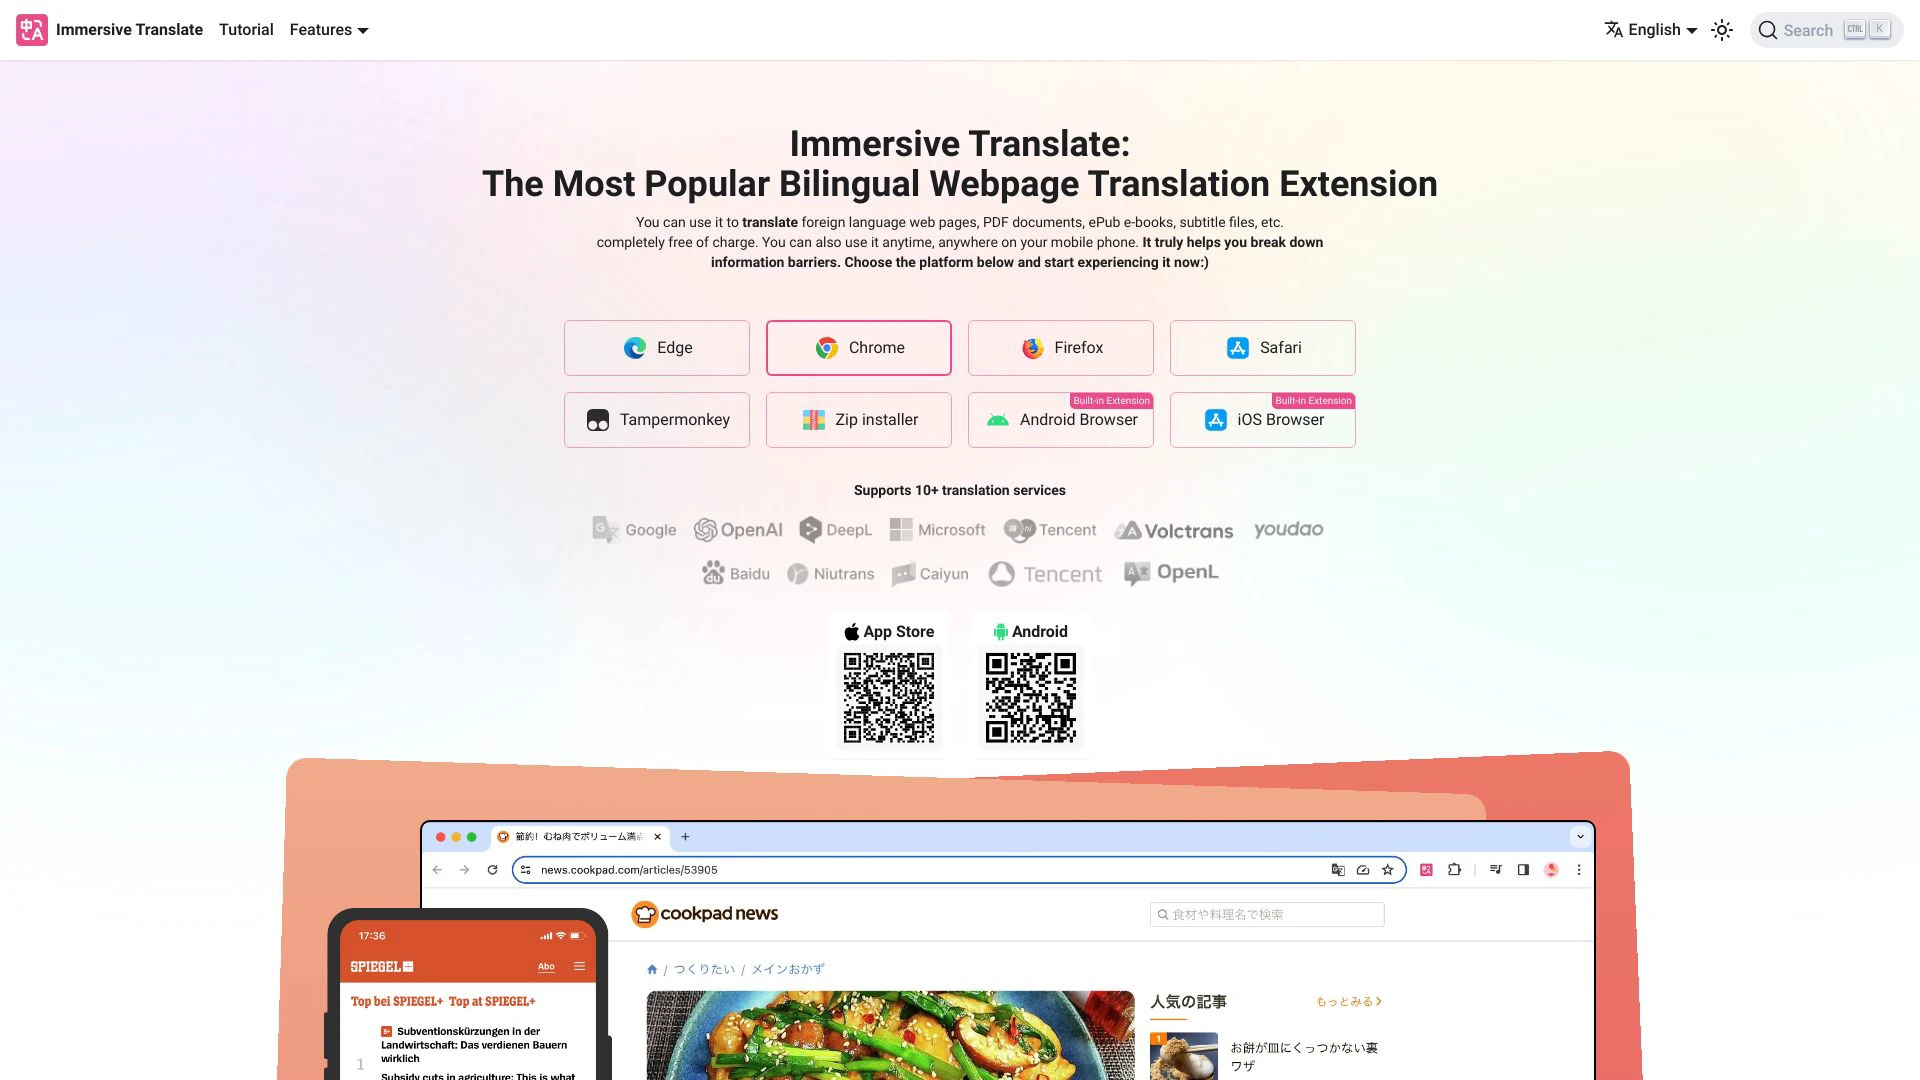 Immersive Translate Tutorial Features
English Search CTRL K
Immersive Translate:
The Most Popular Bilingual Webpage Translation Extension
You can use it to translate foreign language web pages, PDF documents, ePub e-books, subtitle files, etc.
completely free of charge. You can also use it anytime, anywhere on your mobile phone. It truly helps you break down
information barriers. Choose the platform below and start experiencing it now:)
Edge Chrome Firefox Safari
Built-in Extension Built-in Extension
Tampermonkey Zip installer Android Browser iOS Browser
Supports 10+ translation services
Google OpenAI DeepL Microsoft Tencent Volctrans youdao
Baidu Niutrans Caiyun Tencent OpenL
App Store Android
節約! むね肉でボリューム満点
news.cookpad.com/articles/53905
cookpad news
食材や料理名で検索
17:36
SPIEGEL
Abo
Top bei SPIEGEL+ Top at SPIEGEL+
S+ Subventionskürzungen in der
Landwirtschaft: Das verdienen Bauern
wirklich
1
Subsidy cuts in agriculture: This is what
/ つくりたい / メインおかず
人気の記事
もっとみる
1
お餅が皿にくっつかない裏
ワザ